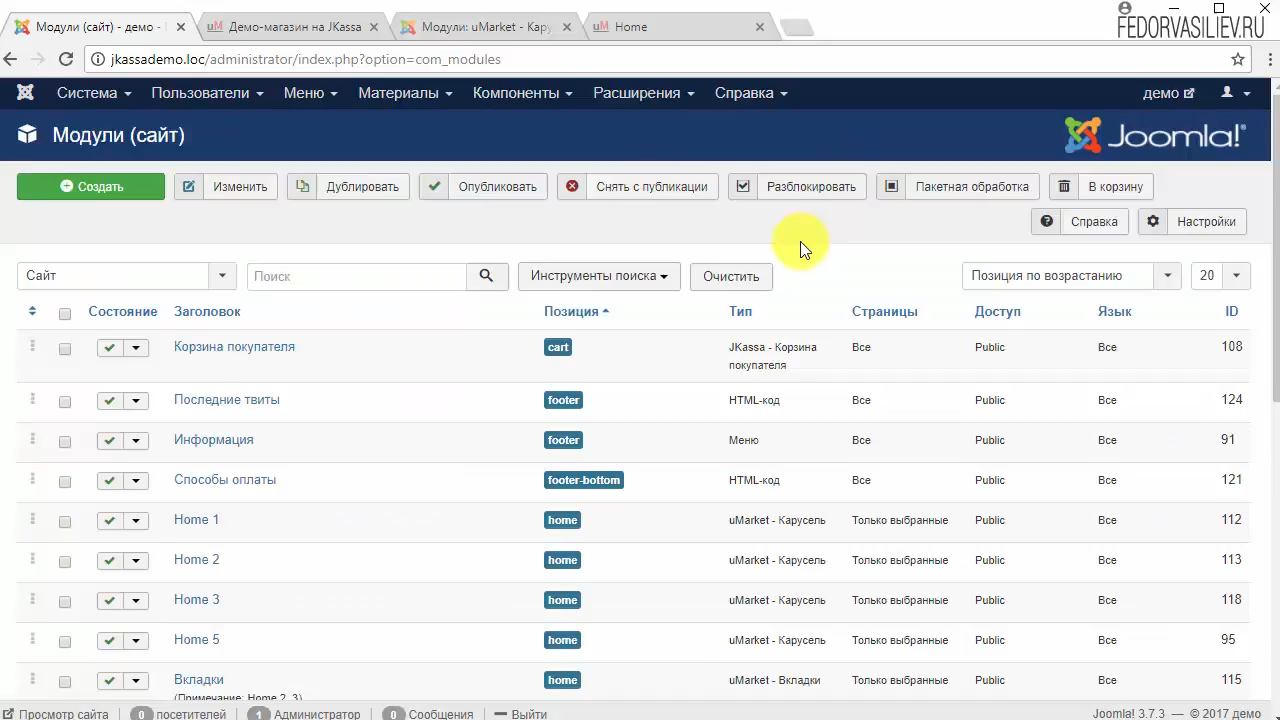 Модули (сайт) - демо -
Демо-магазин на JKassa
Модули: uMarket - Кару
Home
FEDORVASILIEV.RU
jkassademo.loc/administrator/index.php?option=com_modules
Система Пользователи Меню Материалы Компоненты Расширения Справка демо
Модули (сайт) Joomla!
Создать Изменить Дублировать Опубликовать Снять с публикации Разблокировать Пакетная обработка В корзину
Справка Настройки
Сайт Поиск Инструменты поиска Очистить Позиция по возрастанию 20
Состояние Заголовок Позиция Тип Страницы Доступ Язык ID
Корзина покупателя cart JKassa - Корзина покупателя Все Public Все 108
Последние твиты footer HTML-код Все Public Все 124
Информация footer Меню Все Public Все 91
Способы оплаты footer-bottom HTML-код Все Public Все 121
Home 1 home uMarket - Карусель Только выбранные Public Все 112
Home 2 home uMarket - Карусель Только выбранные Public Все 113
Home 3 home uMarket - Карусель Только выбранные Public Все 118
Home 5 home uMarket - Карусель Только выбранные Public Все 95
Вкладки home uMarket - Вкладки Только выбранные Public Все 115
(Примечание: Home 2, 3)
Просмотр сайта 0 посетителей 1 Администратор 0 Сообщения Выйти Joomla! 3.7.3 — © 2017 демо